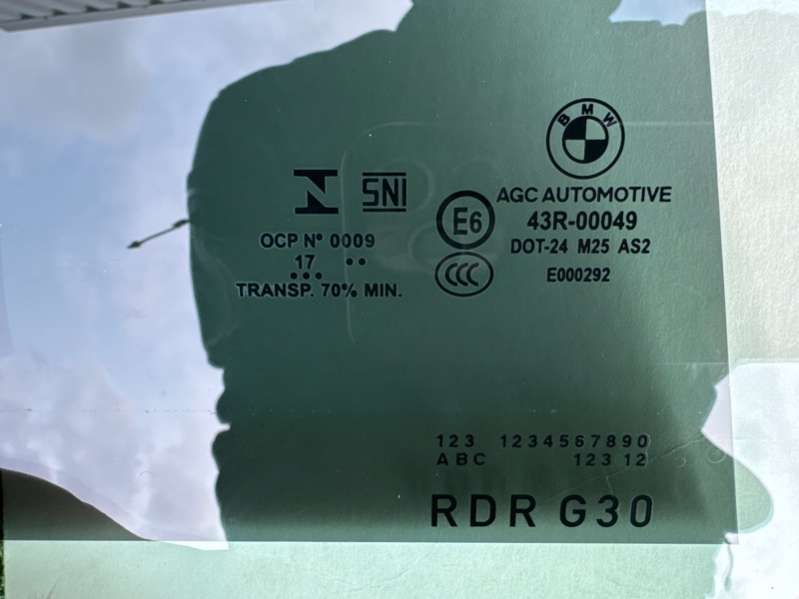 BMW
SNI
AGC AUTOMOTIVE
E6
43R-00049
OCP Nº 0009
DOT-24 M25 AS2
17 ••
•••
CCC
E000292
TRANSP. 70% MIN.
123 1234567890
ABC 123 12
RDR G30